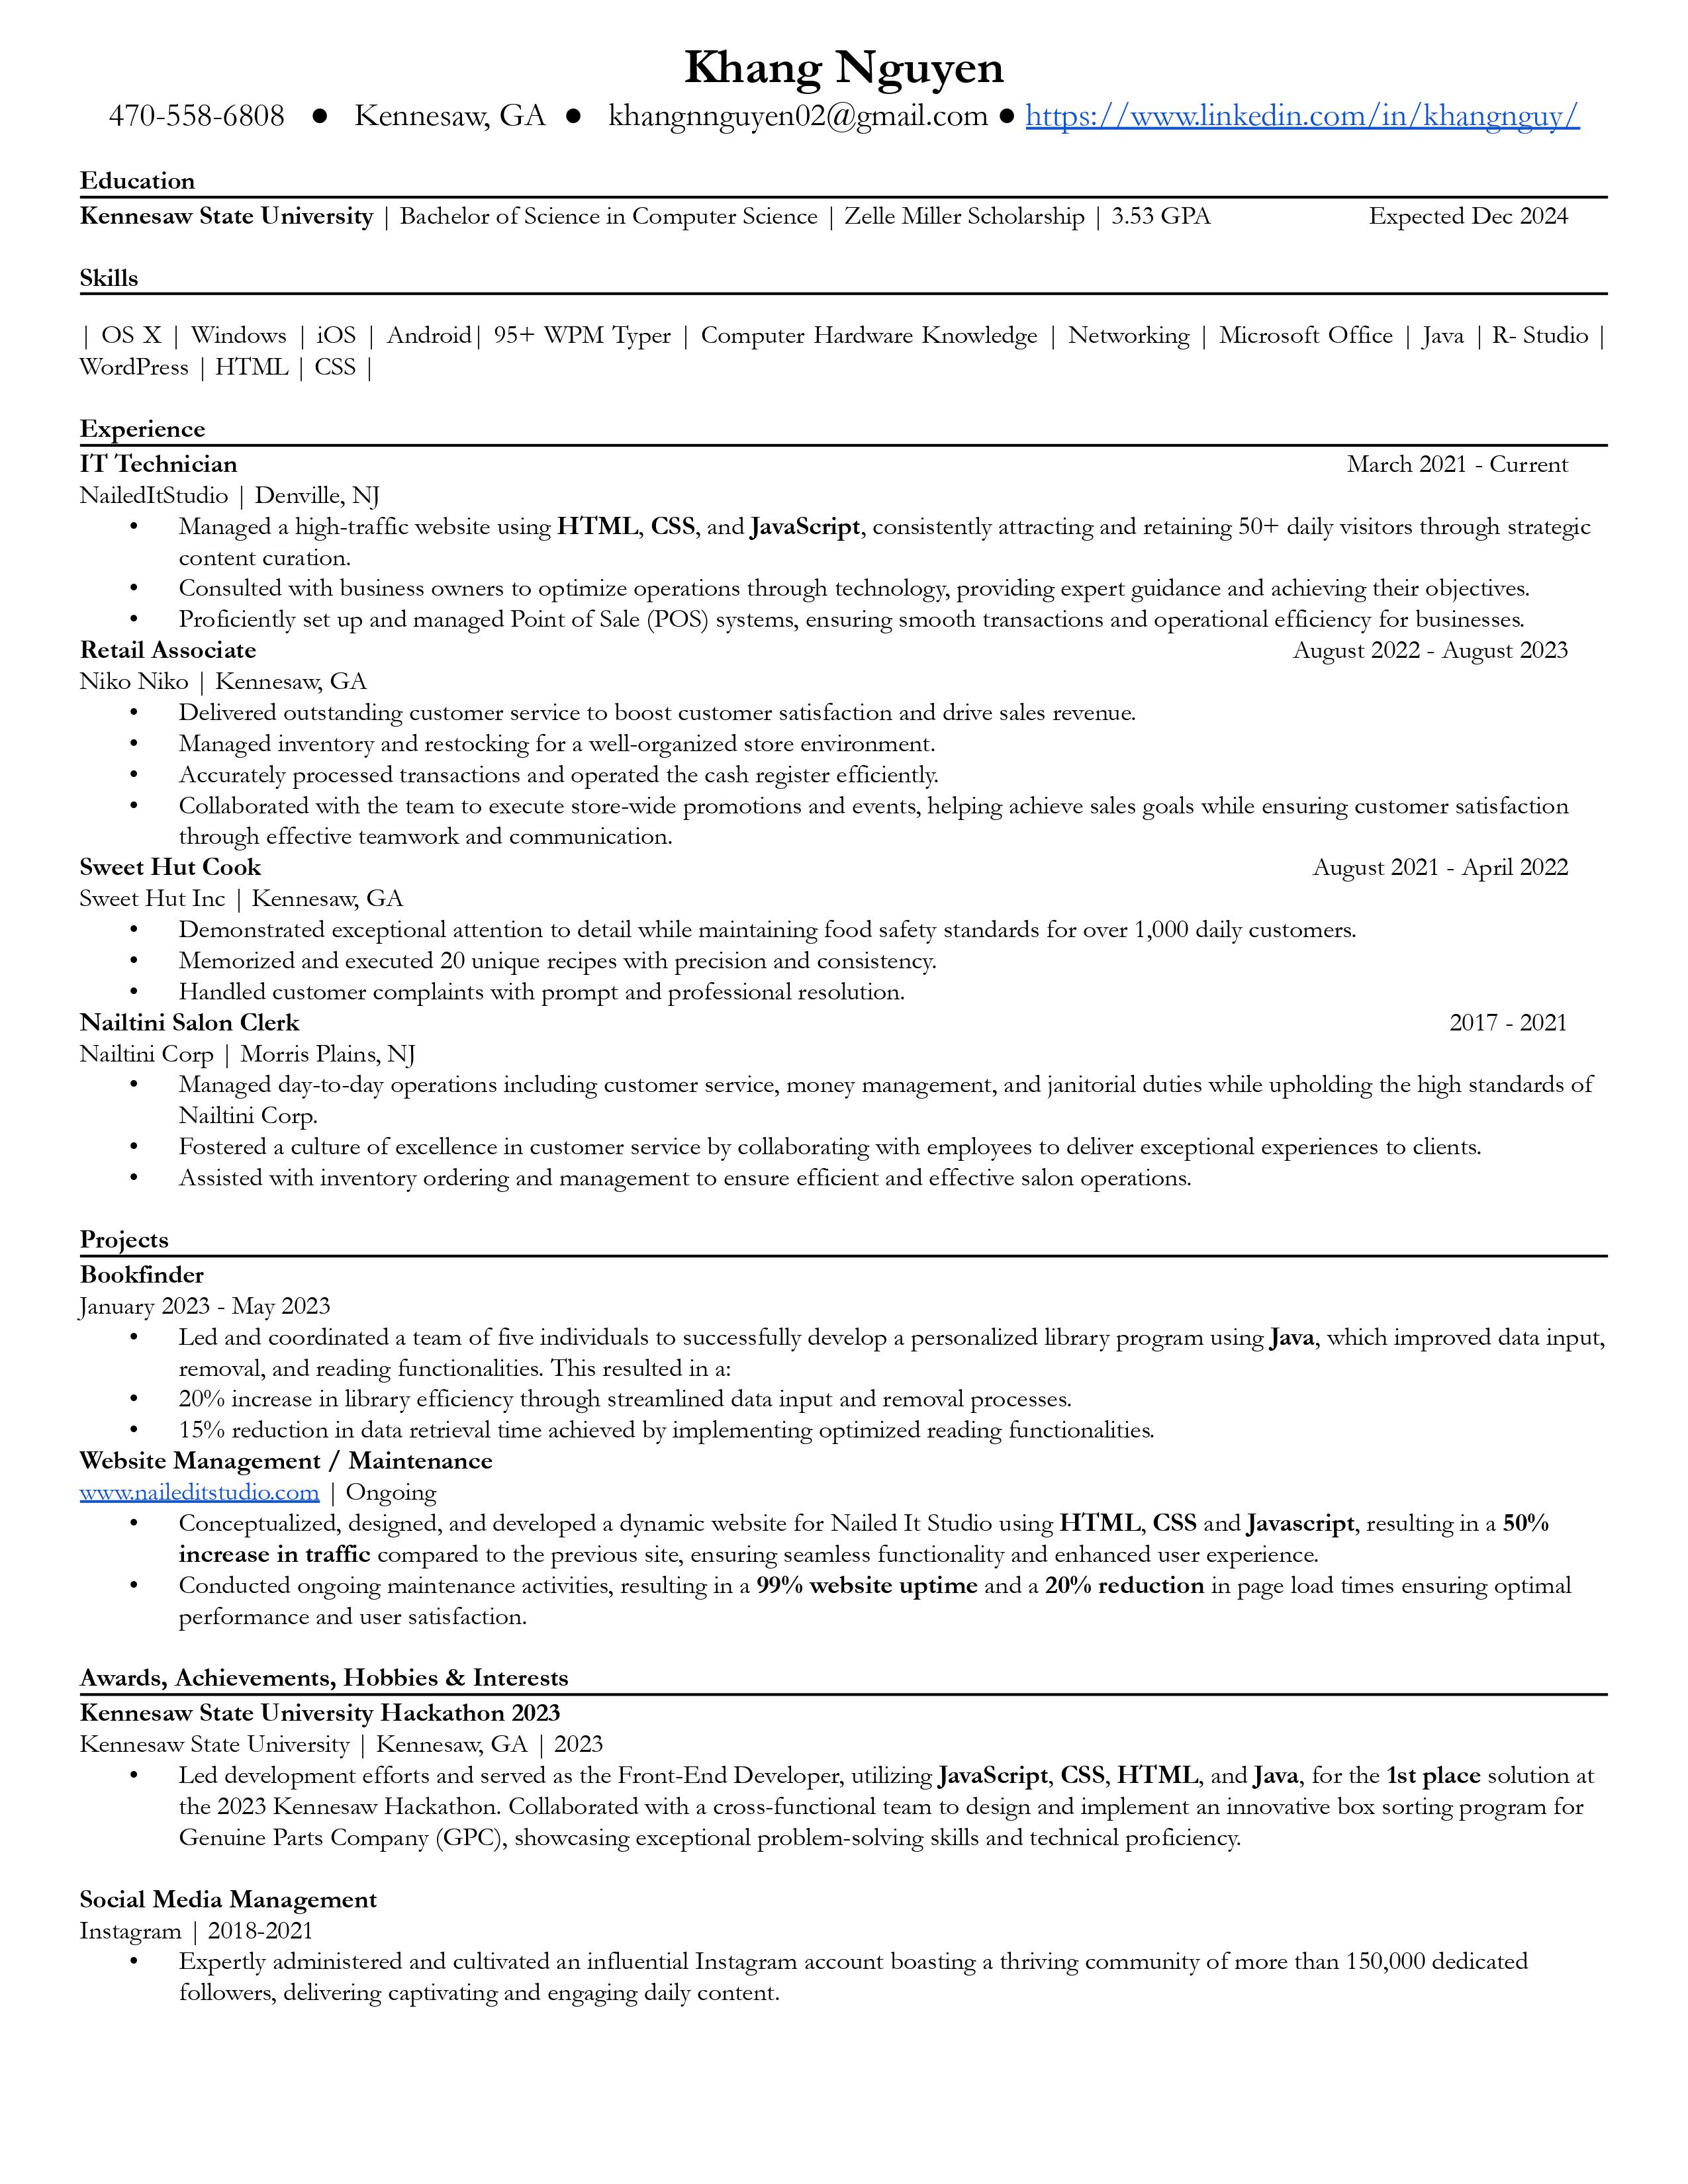 Khang Nguyen
470-558-6808 ● Kennesaw, GA ● khangnnguyen02@gmail.com ● https://www.linkedin.com/in/khangnguy/
Education
Kennesaw State University | Bachelor of Science in Computer Science | Zelle Miller Scholarship | 3.53 GPA Expected Dec 2024
Skills
| OS X | Windows | iOS | Android| 95+ WPM Typer | Computer Hardware Knowledge | Networking | Microsoft Office | Java | R- Studio |
WordPress | HTML | CSS |
Experience
IT Technician March 2021 - Current
NailedItStudio | Denville, NJ
• Managed a high-traffic website using HTML, CSS, and JavaScript, consistently attracting and retaining 50+ daily visitors through strategic
content curation.
• Consulted with business owners to optimize operations through technology, providing expert guidance and achieving their objectives.
• Proficiently set up and managed Point of Sale (POS) systems, ensuring smooth transactions and operational efficiency for businesses.
Retail Associate August 2022 - August 2023
Niko Niko | Kennesaw, GA
• Delivered outstanding customer service to boost customer satisfaction and drive sales revenue.
• Managed inventory and restocking for a well-organized store environment.
• Accurately processed transactions and operated the cash register efficiently.
• Collaborated with the team to execute store-wide promotions and events, helping achieve sales goals while ensuring customer satisfaction
through effective teamwork and communication.
Sweet Hut Cook August 2021 - April 2022
Sweet Hut Inc | Kennesaw, GA
• Demonstrated exceptional attention to detail while maintaining food safety standards for over 1,000 daily customers.
• Memorized and executed 20 unique recipes with precision and consistency.
• Handled customer complaints with prompt and professional resolution.
Nailtini Salon Clerk 2017 - 2021
Nailtini Corp | Morris Plains, NJ
• Managed day-to-day operations including customer service, money management, and janitorial duties while upholding the high standards of
Nailtini Corp.
• Fostered a culture of excellence in customer service by collaborating with employees to deliver exceptional experiences to clients.
• Assisted with inventory ordering and management to ensure efficient and effective salon operations.
Projects
Bookfinder
January 2023 - May 2023
• Led and coordinated a team of five individuals to successfully develop a personalized library program using Java, which improved data input,
removal, and reading functionalities. This resulted in a:
• 20% increase in library efficiency through streamlined data input and removal processes.
• 15% reduction in data retrieval time achieved by implementing optimized reading functionalities.
Website Management / Maintenance
www.naileditstudio.com | Ongoing
• Conceptualized, designed, and developed a dynamic website for Nailed It Studio using HTML, CSS and Javascript, resulting in a 50%
increase in traffic compared to the previous site, ensuring seamless functionality and enhanced user experience.
• Conducted ongoing maintenance activities, resulting in a 99% website uptime and a 20% reduction in page load times ensuring optimal
performance and user satisfaction.
Awards, Achievements, Hobbies & Interests
Kennesaw State University Hackathon 2023
Kennesaw State University | Kennesaw, GA | 2023
• Led development efforts and served as the Front-End Developer, utilizing JavaScript, CSS, HTML, and Java, for the 1st place solution at
the 2023 Kennesaw Hackathon. Collaborated with a cross-functional team to design and implement an innovative box sorting program for
Genuine Parts Company (GPC), showcasing exceptional problem-solving skills and technical proficiency.
Social Media Management
Instagram | 2018-2021
• Expertly administered and cultivated an influential Instagram account boasting a thriving community of more than 150,000 dedicated
followers, delivering captivating and engaging daily content.